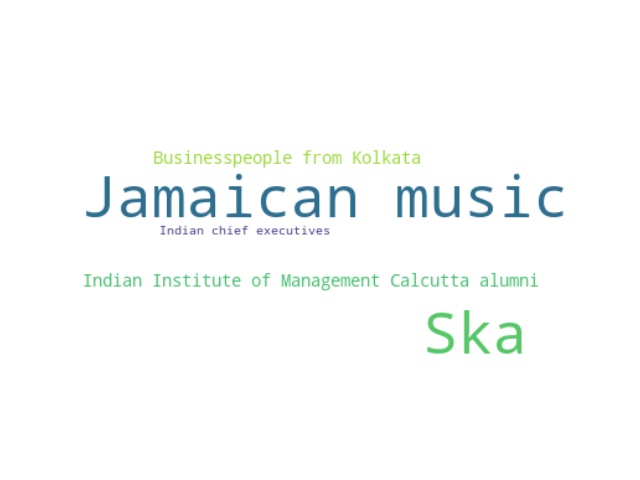 Businesspeople from Kolkata
Jamaican music
Indian chief executives
Indian Institute of Management Calcutta alumni
Ska